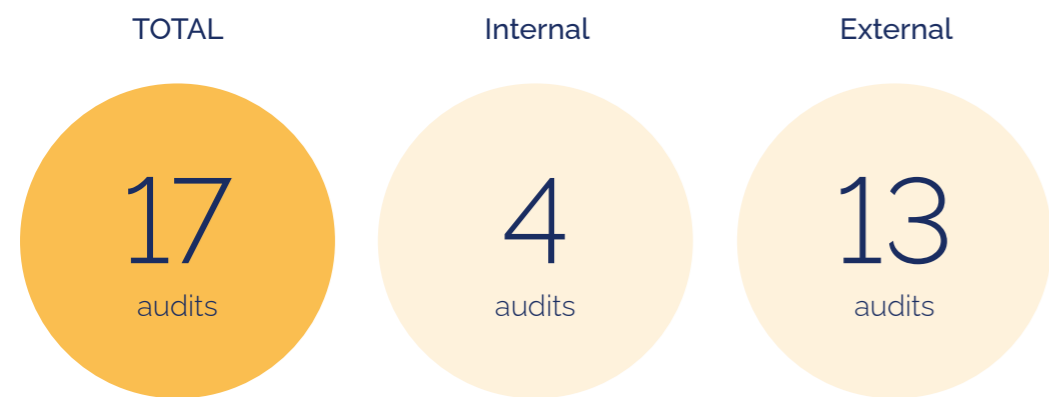 TOTAL
17
audits
Internal
4
audits
External
13
audits